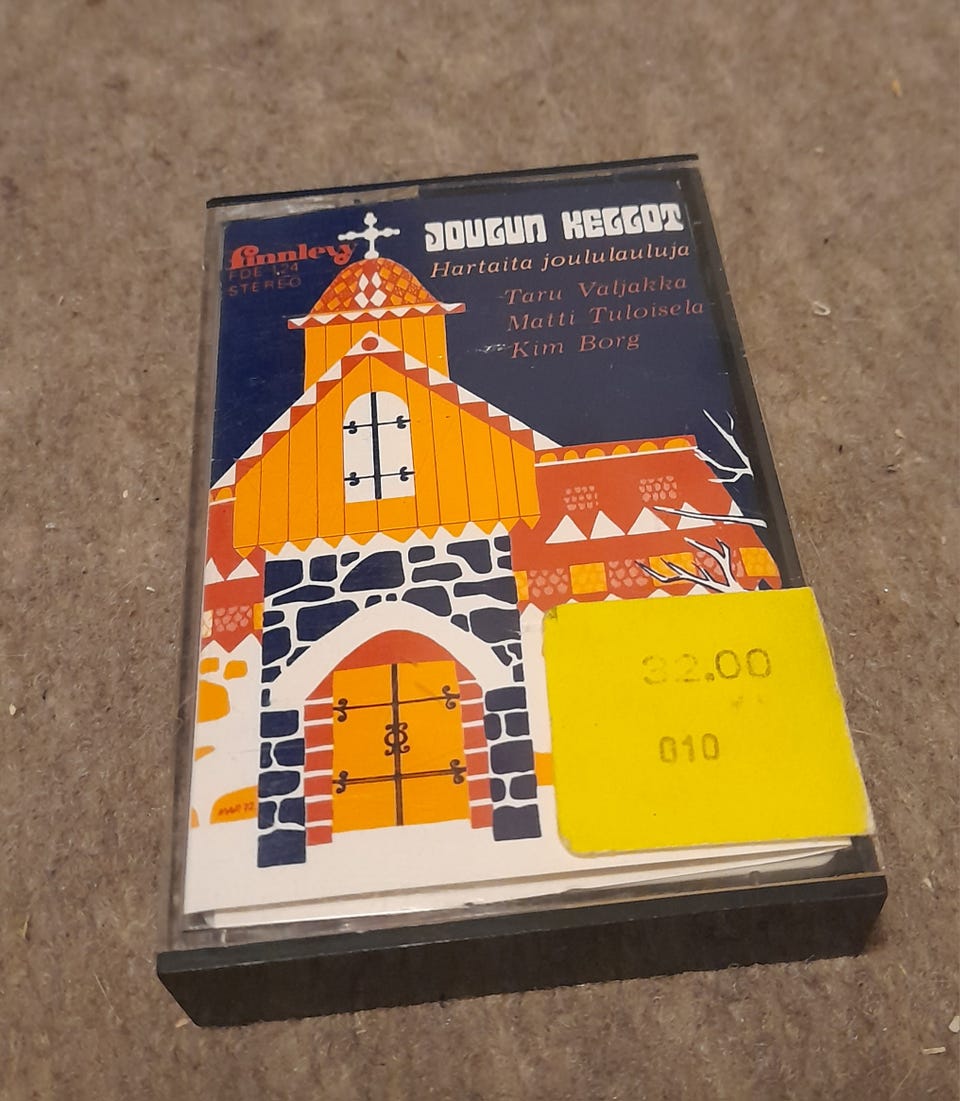 finnlevy
FDE 124
STEREO
JOULUN KELLOT
Hartaita joululauluja
Taru Valjakka
Matti Tuloisela
Kim Borg
32.00
010